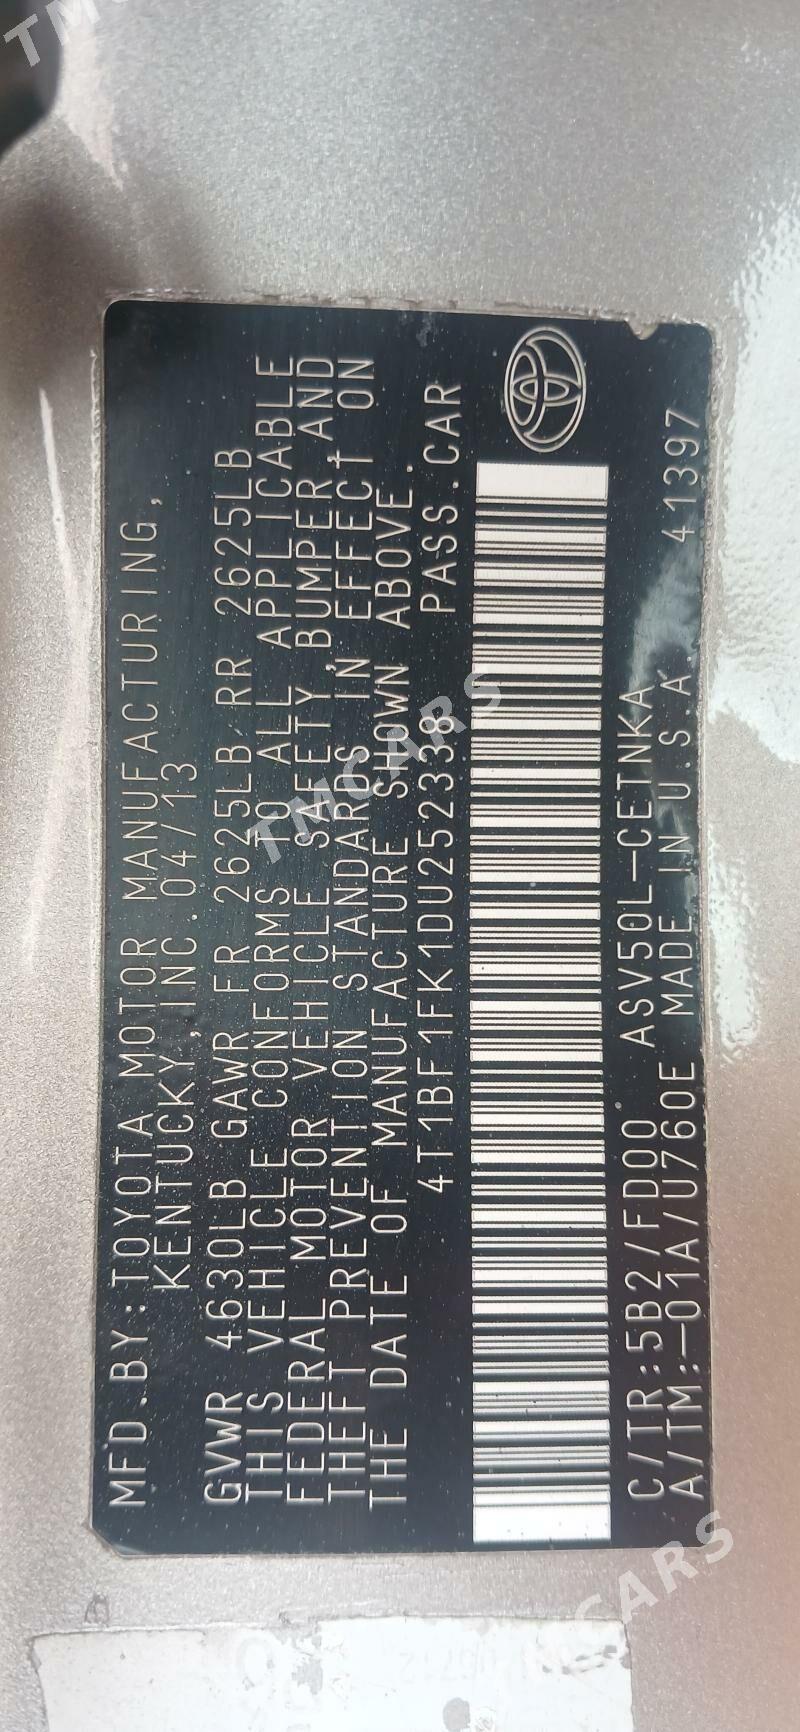 MFD.BY:TOYOTA MOTOR MANUFACTURING,
KENTUCKY,INC.04/13
GVWR 4630LB GAWR FR 2625LB RR 2625LB
THIS VEHICLE CONFORMS TO ALL APPLICABLE
FEDERAL MOTOR VEHICLE SAFETY,BUMPER,AND
THEFT PREVENTION STANDARDS IN EFFECT ON
THE DATE OF MANUFACTURE SHOWN ABOVE.
4T1BF1FK1DU252338 PASS.CAR
C/TR:5B2/FD00 ASV50L-CETNKA
A/TM:-01A/U760E MADE IN U.S.A. 41397
TMCARS